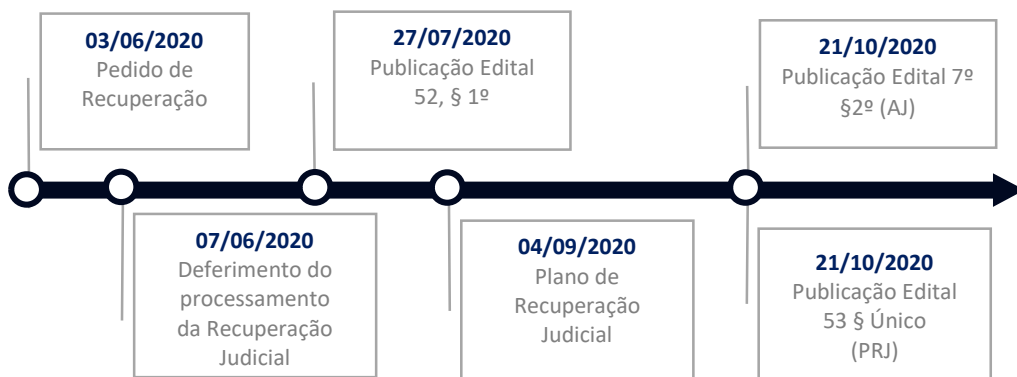 03/06/2020
Pedido de
Recuperação
27/07/2020
Publicação Edital
52, § 1º
21/10/2020
Publicação Edital 7º
§2º (AJ)
07/06/2020
Deferimento do
processamento
da Recuperação
Judicial
04/09/2020
Plano de
Recuperação
Judicial
21/10/2020
Publicação Edital
53 § Único
(PRJ)